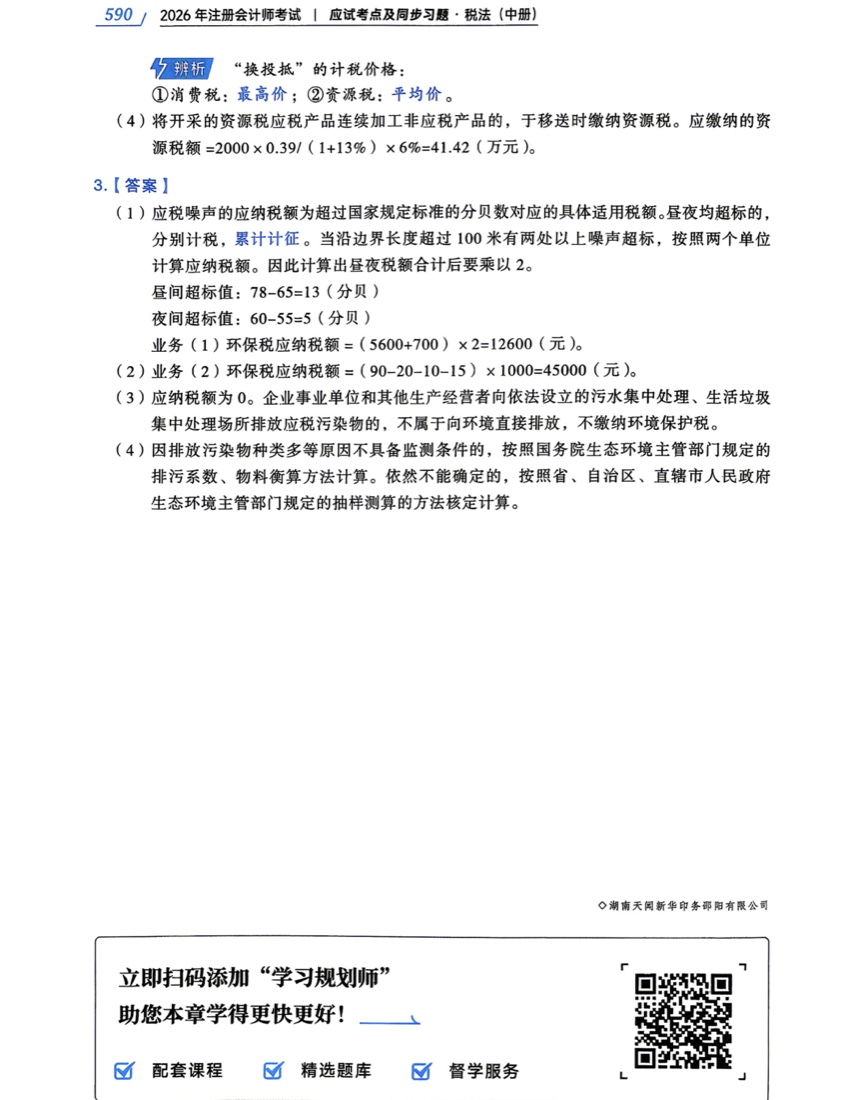 590 2026 年注册会计师考试 | 应试考点及同步习题·税法（中册）
辨析 “换投抵”的计税价格：
①消费税：最高价；②资源税：平均价。
（4）将开采的资源税应税产品连续加工非应税产品的，于移送时缴纳资源税。应缴纳的资
源税额 =2000×0.39/（1+13%）×6%=41.42（万元）。
3.【答案】
（1）应税噪声的应纳税额为超过国家规定标准的分贝数对应的具体适用税额。昼夜均超标的，
分别计税，累计计征。当沿边界长度超过 100 米有两处以上噪声超标，按照两个单位
计算应纳税额。因此计算出昼夜税额合计后要乘以 2。
昼间超标值：78-65=13（分贝）
夜间超标值：60-55=5（分贝）
业务（1）环保税应纳税额 =（5600+700）×2=12600（元）。
（2）业务（2）环保税应纳税额 =（90-20-10-15）×1000=45000（元）。
（3）应纳税额为 0。企业事业单位和其他生产经营者向依法设立的污水集中处理、生活垃圾
集中处理场所排放应税污染物的，不属于向环境直接排放，不缴纳环境保护税。
（4）因排放污染物种类多等原因不具备监测条件的，按照国务院生态环境主管部门规定的
排污系数、物料衡算方法计算。依然不能确定的，按照省、自治区、直辖市人民政府
生态环境主管部门规定的抽样测算的方法核定计算。
◇湖南天闻新华印务邵阳有限公司
立即扫码添加“学习规划师”
助您本章学得更快更好！
配套课程 精选题库 督学服务